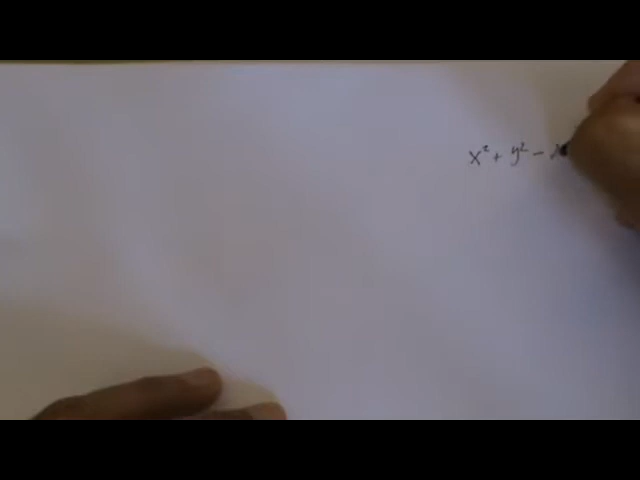 x² + y² −